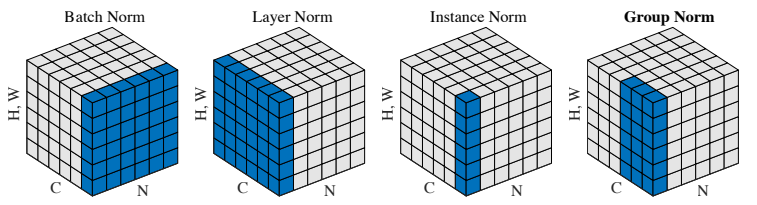 Batch Norm
Layer Norm
Instance Norm
Group Norm
H, W
H, W
H, W
H, W
C
N
C
N
C
N
C
N